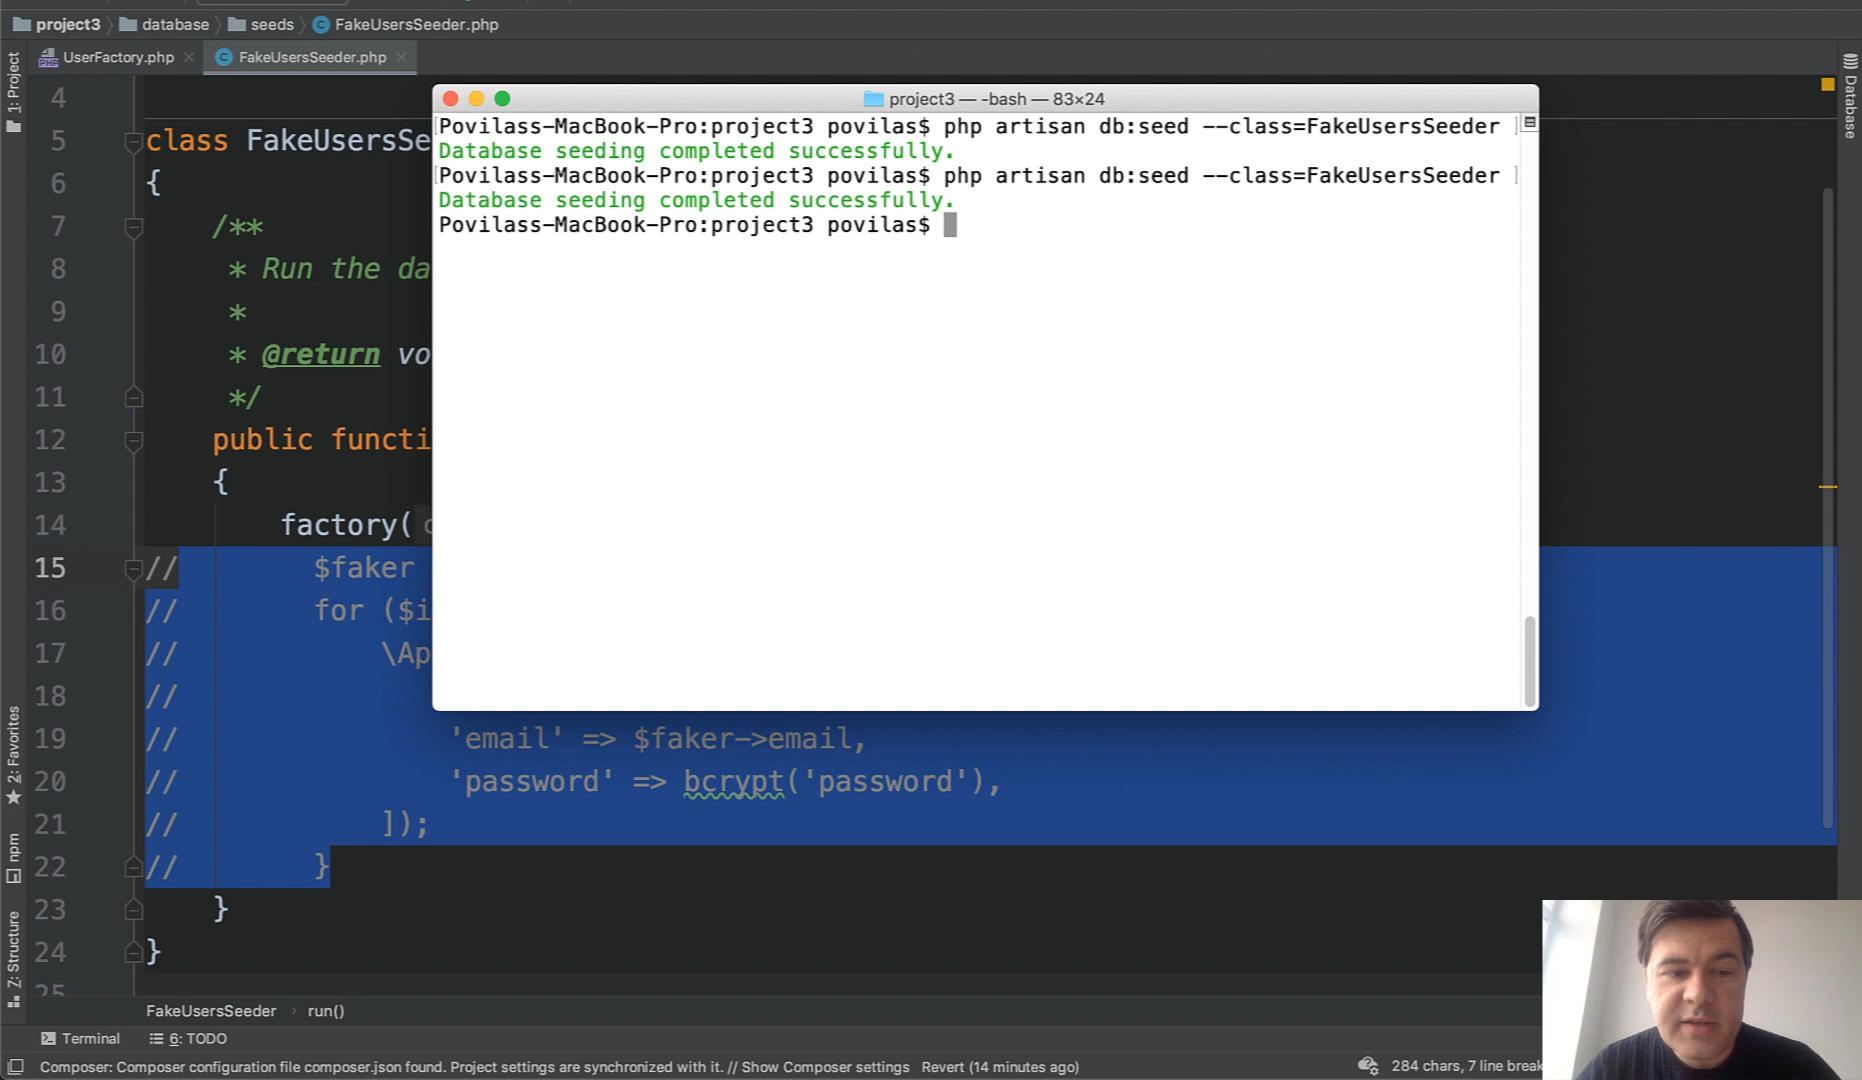 project3 database seeds FakeUsersSeeder.php
UserFactory.php FakeUsersSeeder.php
1: Project
Database
2: Favorites
npm
Z: Structure
project3 — -bash — 83×24
Povilass-MacBook-Pro:project3 povilas$ php artisan db:seed --class=FakeUsersSeeder
Database seeding completed successfully.
Povilass-MacBook-Pro:project3 povilas$ php artisan db:seed --class=FakeUsersSeeder
Database seeding completed successfully.
Povilass-MacBook-Pro:project3 povilas$
4
5 class FakeUsersSe
6 {
7 /**
8 * Run the da
9 *
10 * @return vo
11 */
12 public functi
13 {
14 factory(
15 // $faker
16 // for ($i
17 // \Ap
18 //
19 // 'email' => $faker->email,
20 // 'password' => bcrypt('password'),
21 // ]);
22 // }
23 }
24 }
25
FakeUsersSeeder › run()
Terminal 6: TODO
Composer: Composer configuration file composer.json found. Project settings are synchronized with it. // Show Composer settings Revert (14 minutes ago) 284 chars, 7 line break